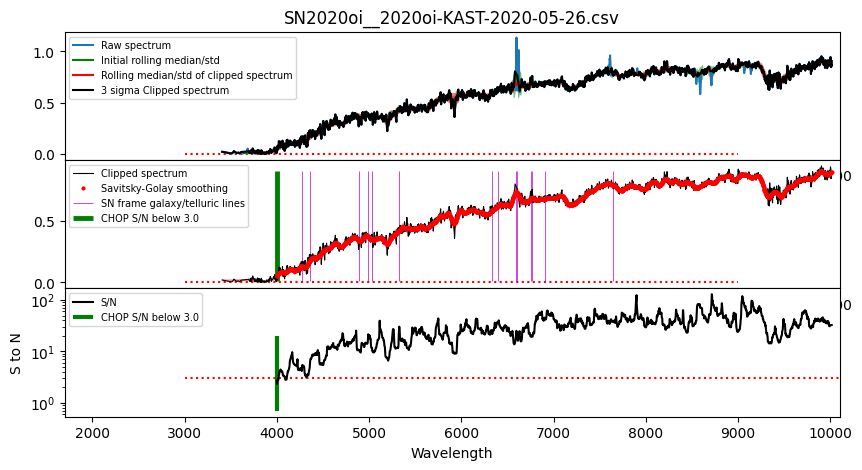 SN2020oi__2020oi-KAST-2020-05-26.csv
1.0
0.5
0.0
Raw spectrum
Initial rolling median/std
Rolling median/std of clipped spectrum
3 sigma Clipped spectrum
0.5
0.0
Clipped spectrum
Savitsky-Golay smoothing
SN frame galaxy/telluric lines
CHOP S/N below 3.0
00
S to N
10²
10¹
10⁰
S/N
CHOP S/N below 3.0
00
2000 3000 4000 5000 6000 7000 8000 9000 10000
Wavelength